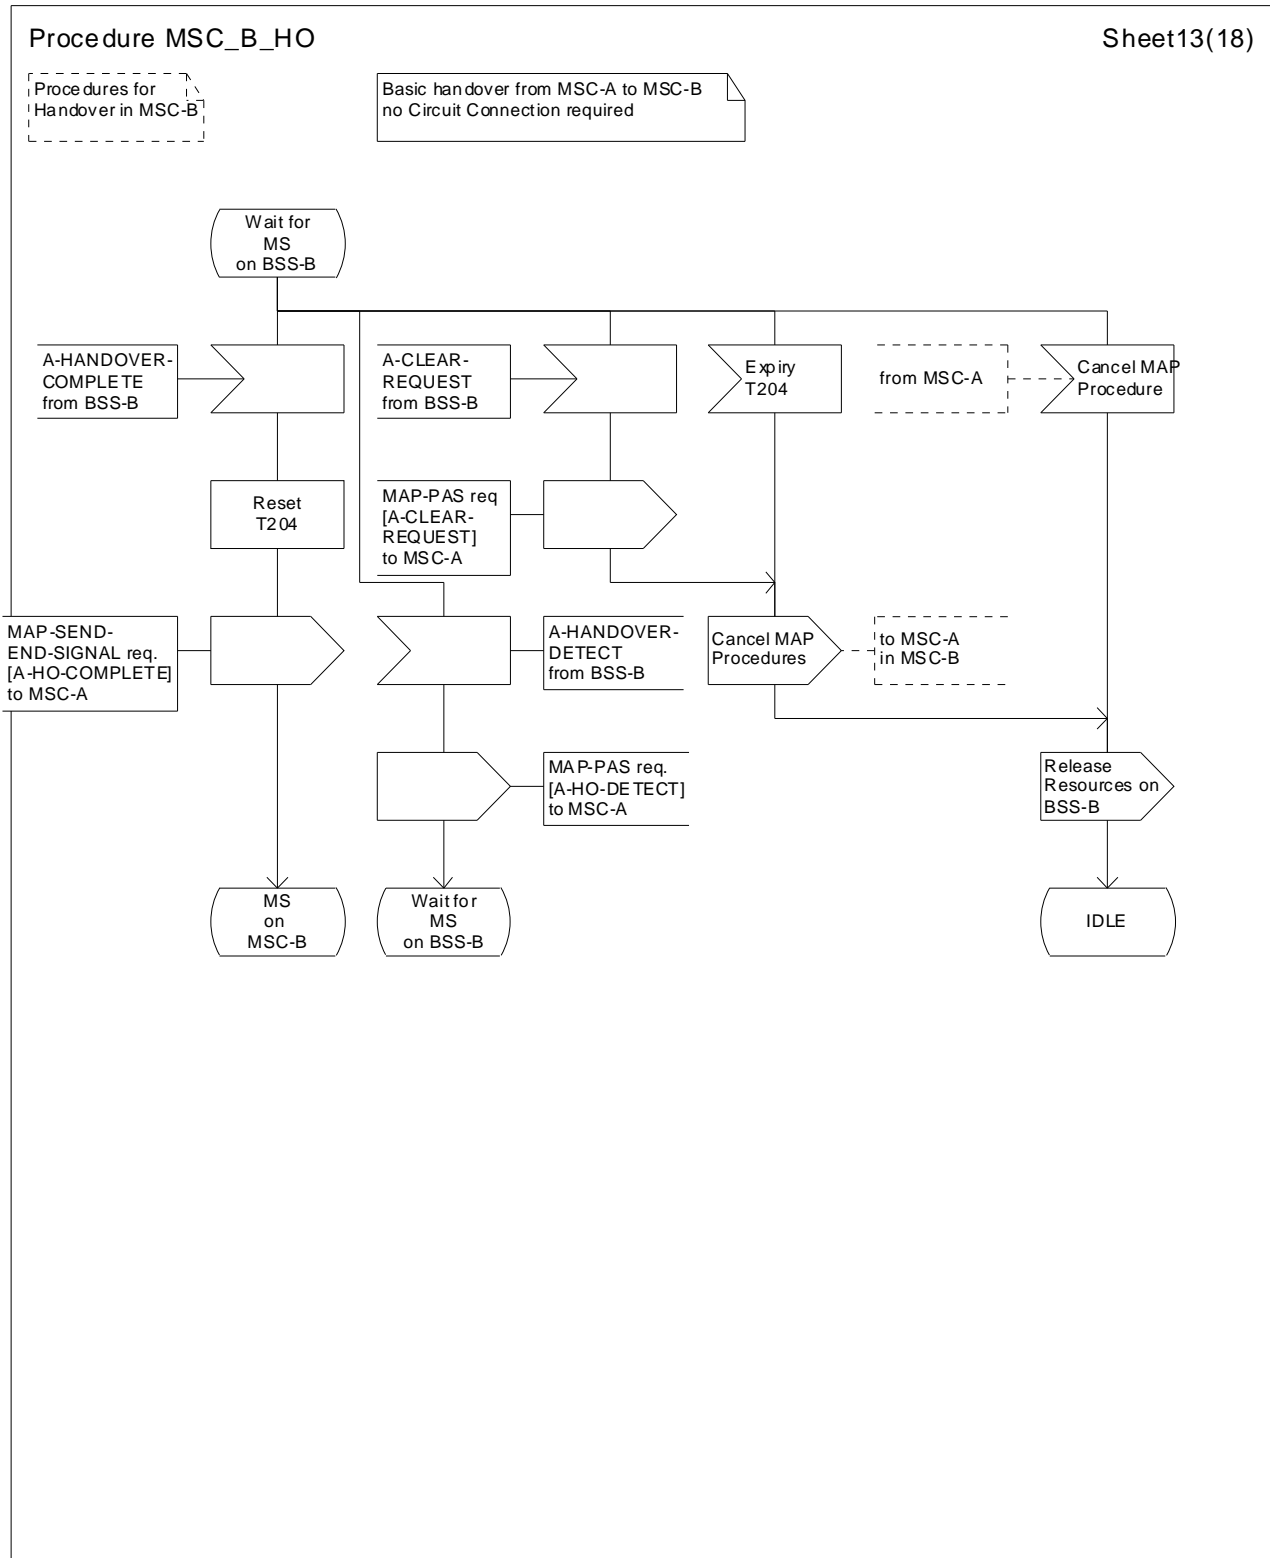 Procedure MSC_B_HO
Sheet13(18)
Procedures for
Handover in MSC-B
Basic handover from MSC-A to MSC-B
no Circuit Connection required
Wait for
MS
on BSS-B
A-HANDOVER-
COMPLETE
from BSS-B
A-CLEAR-
REQUEST
from BSS-B
Expiry
T204
from MSC-A
Cancel MAP
Procedure
Reset
T204
MAP-PAS req
[A-CLEAR-
REQUEST]
to MSC-A
MAP-SEND-
END-SIGNAL req.
[A-HO-COMPLETE]
to MSC-A
A-HANDOVER-
DETECT
from BSS-B
Cancel MAP
Procedures
to MSC-A
in MSC-B
MAP-PAS req.
[A-HO-DETECT]
to MSC-A
Release
Resources on
BSS-B
MS
on
MSC-B
Wait for
MS
on BSS-B
IDLE